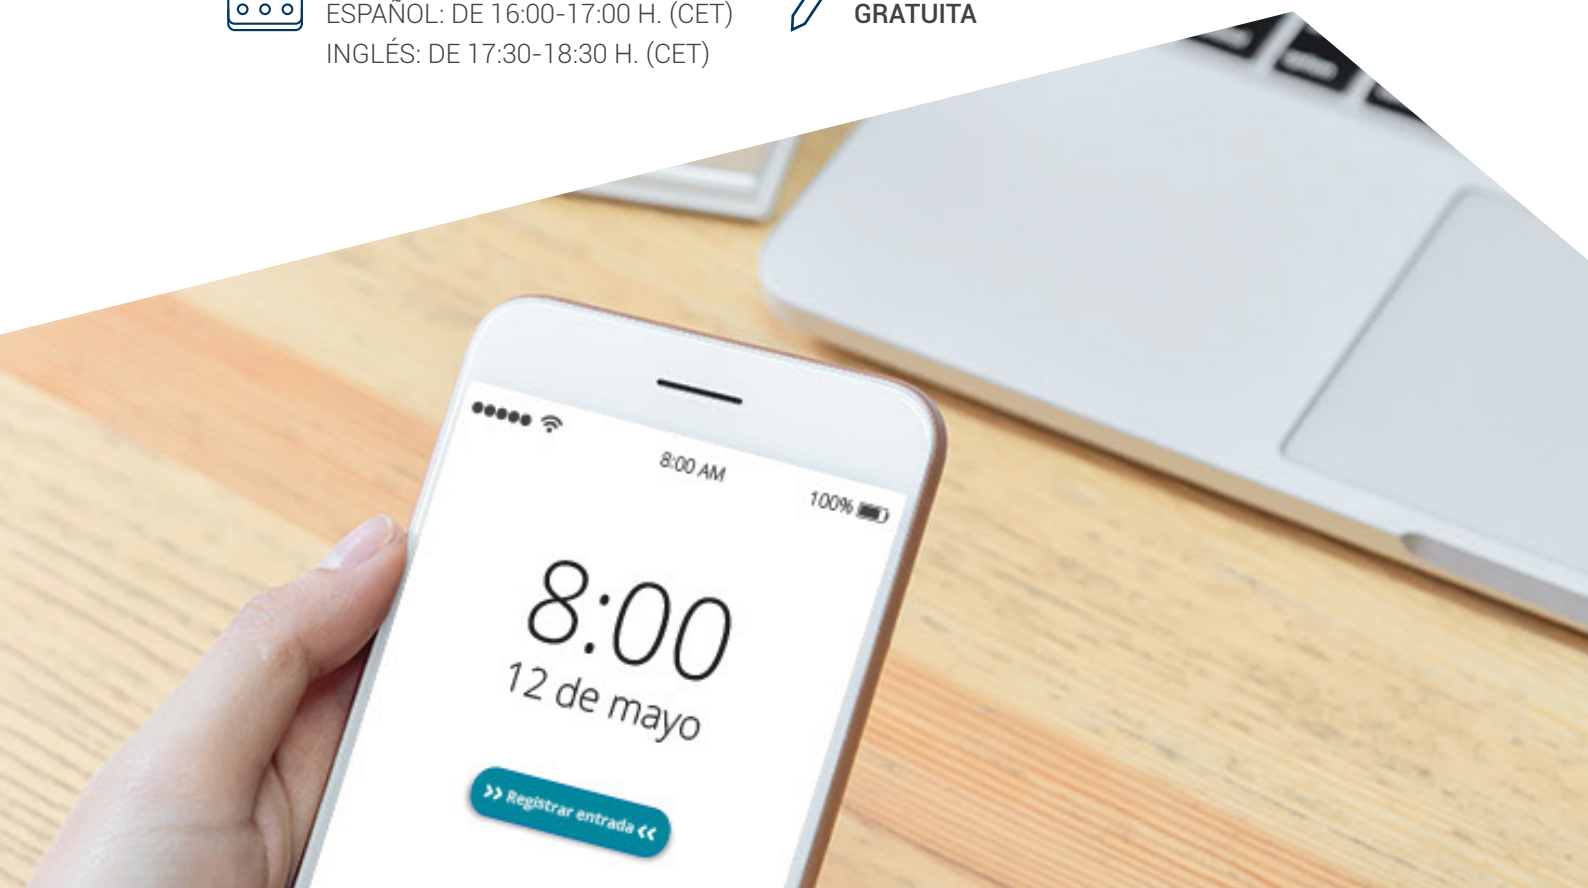 ESPAÑOL: DE 16:00-17:00 H. (CET)
INGLÉS: DE 17:30-18:30 H. (CET)
GRATUITA
8:00 AM
100%
8:00
12 de mayo
Registrar entrada